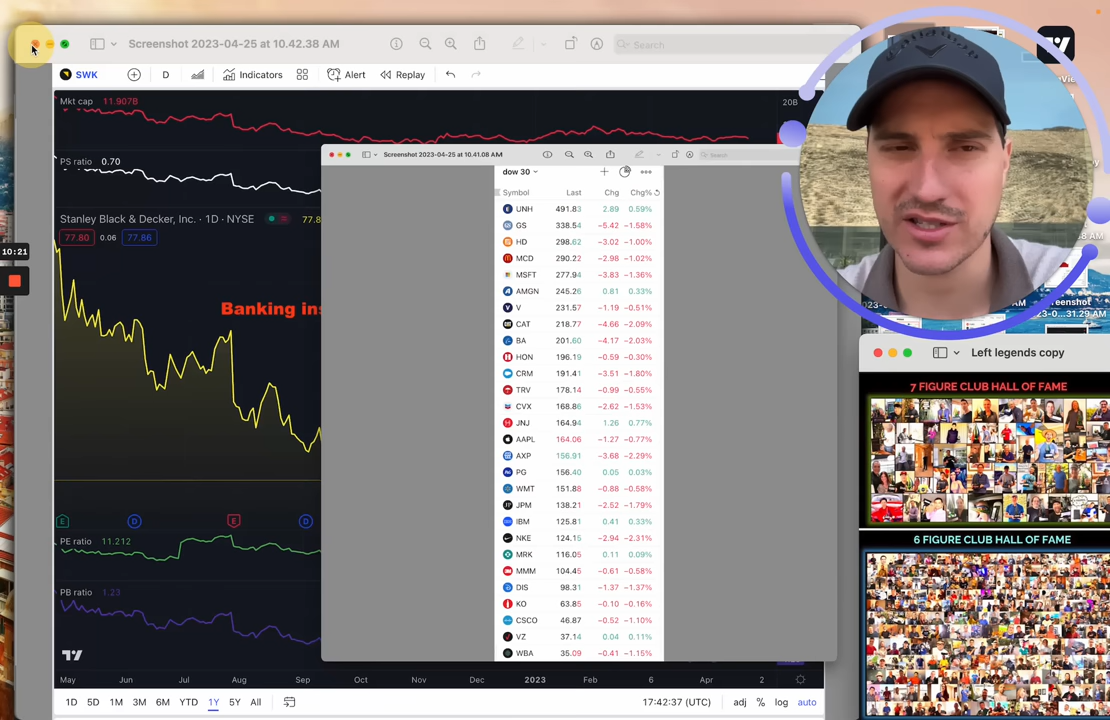 Screenshot 2023-04-25 at 10.42.38 AM
Search
SWK
D
Indicators
Alert
Replay
Mkt cap 11.907B
20B
PS ratio 0.70
Stanley Black & Decker, Inc. · 1D · NYSE 77.8
77.80 0.06 77.86
10:21
Banking ins
E D E D
PE ratio 11.212
PB ratio 1.23
May Jun Jul Aug Sep Oct Nov Dec 2023 Feb Mar Apr 2
1D 5D 1M 3M 6M YTD 1Y 5Y All
17:42:37 (UTC) adj % log auto
Screenshot 2023-04-25 at 10.41.08 AM
Search
dow 30
Symbol Last Chg Chg%
UNH 491.83 2.89 0.59%
GS 338.54 −5.42 −1.58%
HD 298.62 −3.02 −1.00%
MCD 290.22 −2.98 −1.02%
MSFT 277.94 −3.83 −1.36%
AMGN 245.26 0.81 0.33%
V 231.57 −1.19 −0.51%
CAT 218.77 −4.66 −2.09%
BA 201.60 −4.17 −2.03%
HON 196.19 −0.59 −0.30%
CRM 191.41 −3.51 −1.80%
TRV 178.14 −0.99 −0.55%
CVX 168.86 −2.62 −1.53%
JNJ 164.94 1.26 0.77%
AAPL 164.06 −1.27 −0.77%
AXP 156.91 −3.68 −2.29%
PG 156.40 0.05 0.03%
WMT 151.88 −0.88 −0.58%
JPM 138.21 −2.52 −1.79%
IBM 125.81 0.41 0.33%
NKE 124.15 −2.94 −2.31%
MRK 116.05 0.11 0.09%
MMM 104.45 −0.61 −0.58%
DIS 98.31 −1.37 −1.37%
KO 63.85 −0.10 −0.16%
CSCO 46.87 −0.52 −1.10%
VZ 37.14 0.04 0.11%
WBA 35.09 −0.41 −1.15%
Left legends copy
7 FIGURE CLUB HALL OF FAME
6 FIGURE CLUB HALL OF FAME